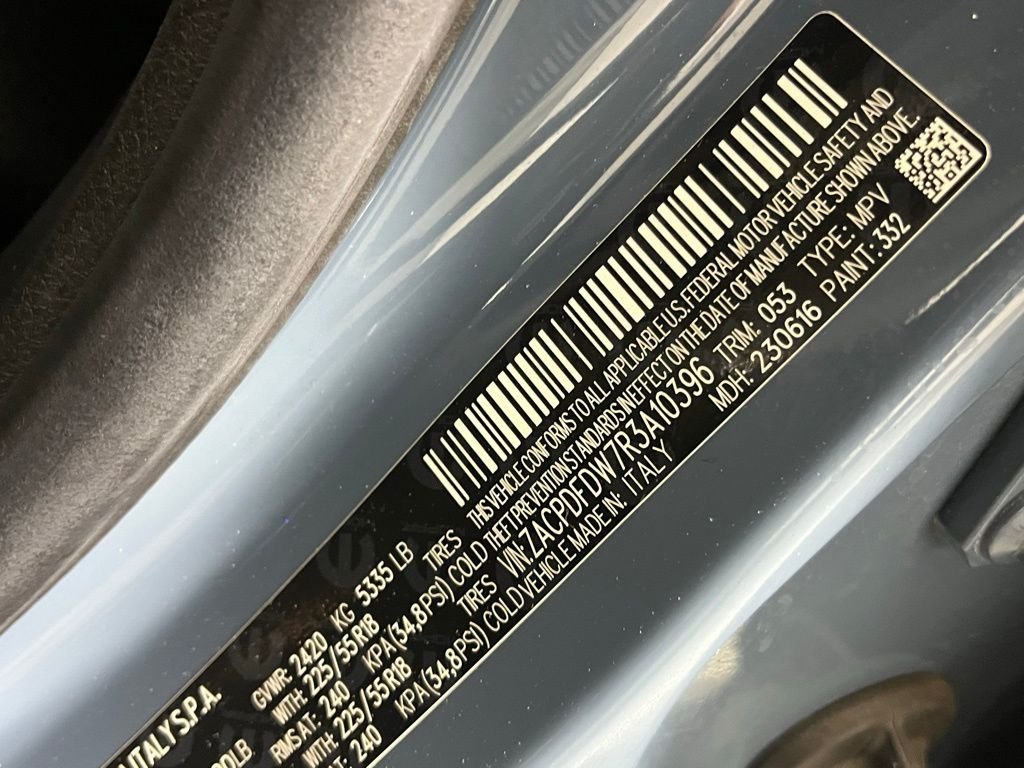 ITALY S.P.A.
GVWR: 2420 KG 5335 LB
00LB WITH: 225/55R18 TIRES
RIMS AT: 240 KPA(34,8PSI) COLD
WITH: 225/55R18 TIRES
AT: 240 KPA(34,8PSI) COLD
THIS VEHICLE CONFORMS TO ALL APPLICABLE U.S. FEDERAL MOTOR VEHICLE SAFETY AND
THEFT PREVENTION STANDARDS IN EFFECT ON THE DATE OF MANUFACTURE SHOWN ABOVE.
VIN: ZACPDFDW7R3A10396 TRIM: 053 TYPE: MPV
VEHICLE MADE IN: ITALY MDH: 230616 PAINT: 332